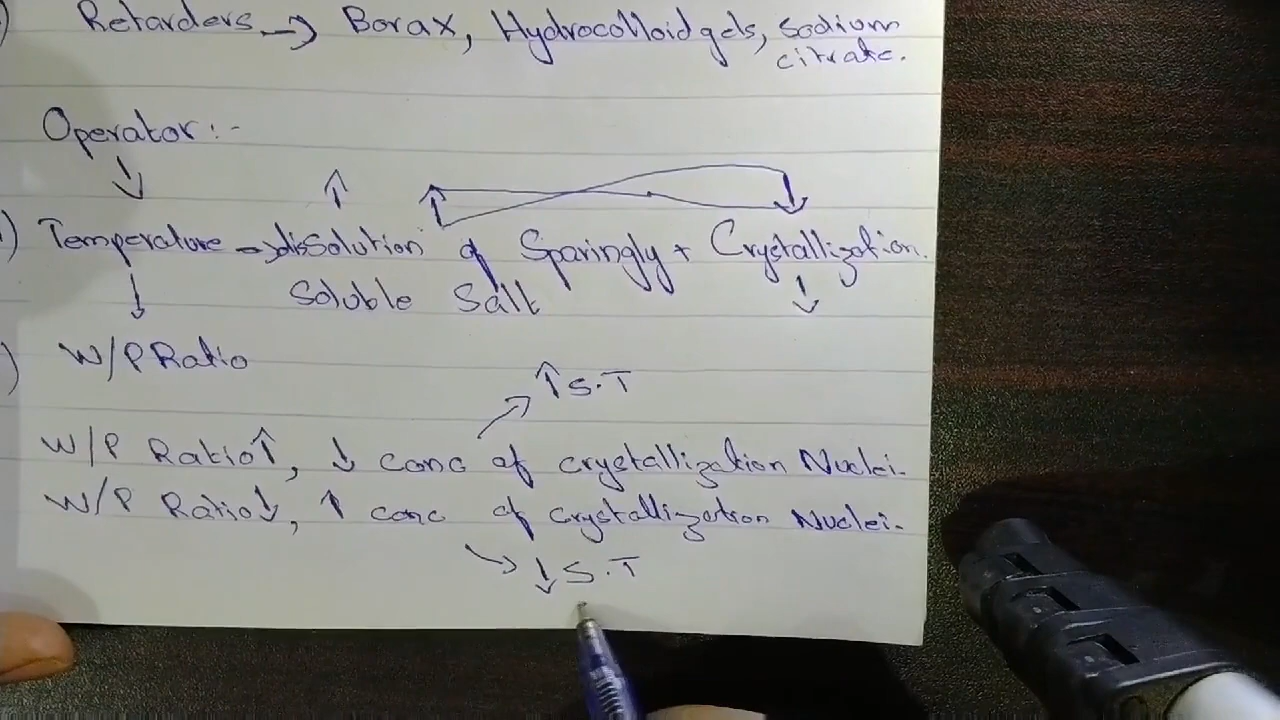 ) Retarders → Borax, Hydrocolloid gels, Sodium
citrate.
Operator:-
↓
↑ ↑ ↓
) Temperature → dissolution of Sparingly + Crystallization.
↓ Soluble Salt ↓
) W/P Ratio
↑ S.T
W/P Ratio↑, ↓ conc of crystallization Nuclei.
W/P Ratio↓, ↑ conc of crystallization Nuclei.
↓ S.T